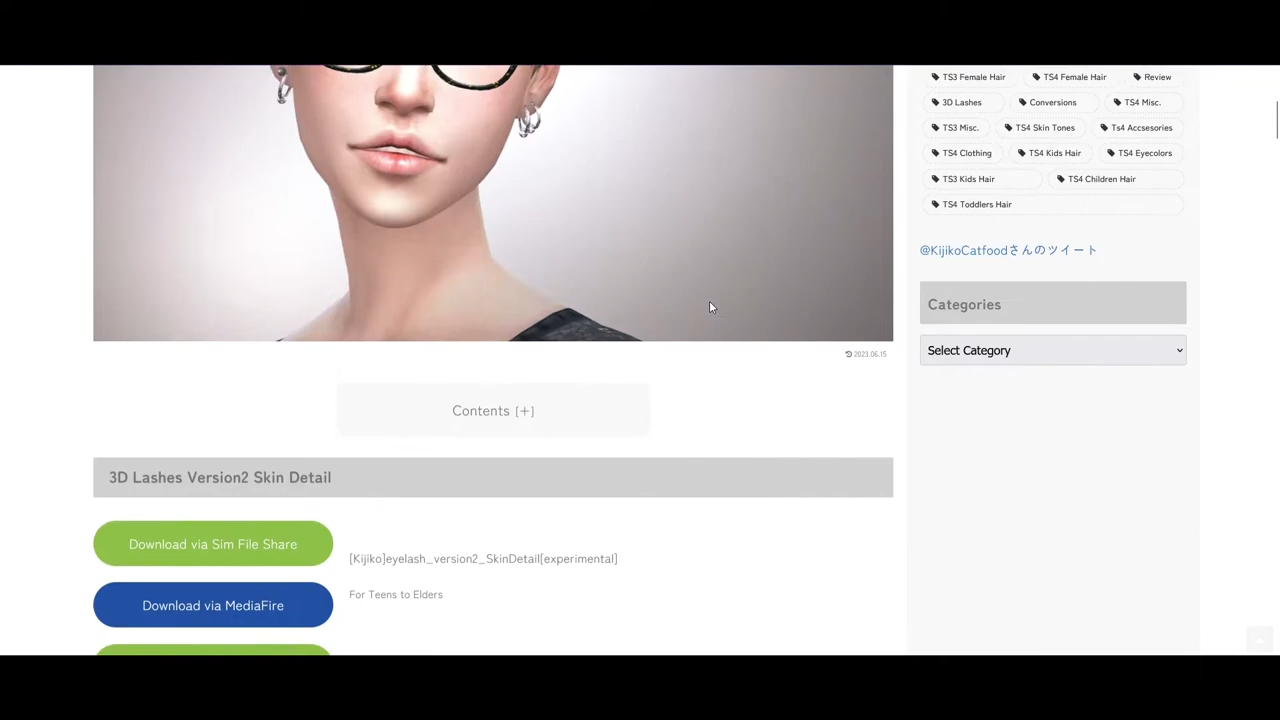 TS3 Female Hair
TS4 Female Hair
Review
3D Lashes
Conversions
TS4 Misc.
TS3 Misc.
TS4 Skin Tones
Ts4 Accsesories
TS4 Clothing
TS4 Kids Hair
TS4 Eyecolors
TS3 Kids Hair
TS4 Children Hair
TS4 Toddlers Hair
@KijikoCatfoodさんのツイート
Categories
Select Category
2023.06.15
Contents [+]
3D Lashes Version2 Skin Detail
Download via Sim File Share
[Kijiko]eyelash_version2_SkinDetail[experimental]
For Teens to Elders
Download via MediaFire